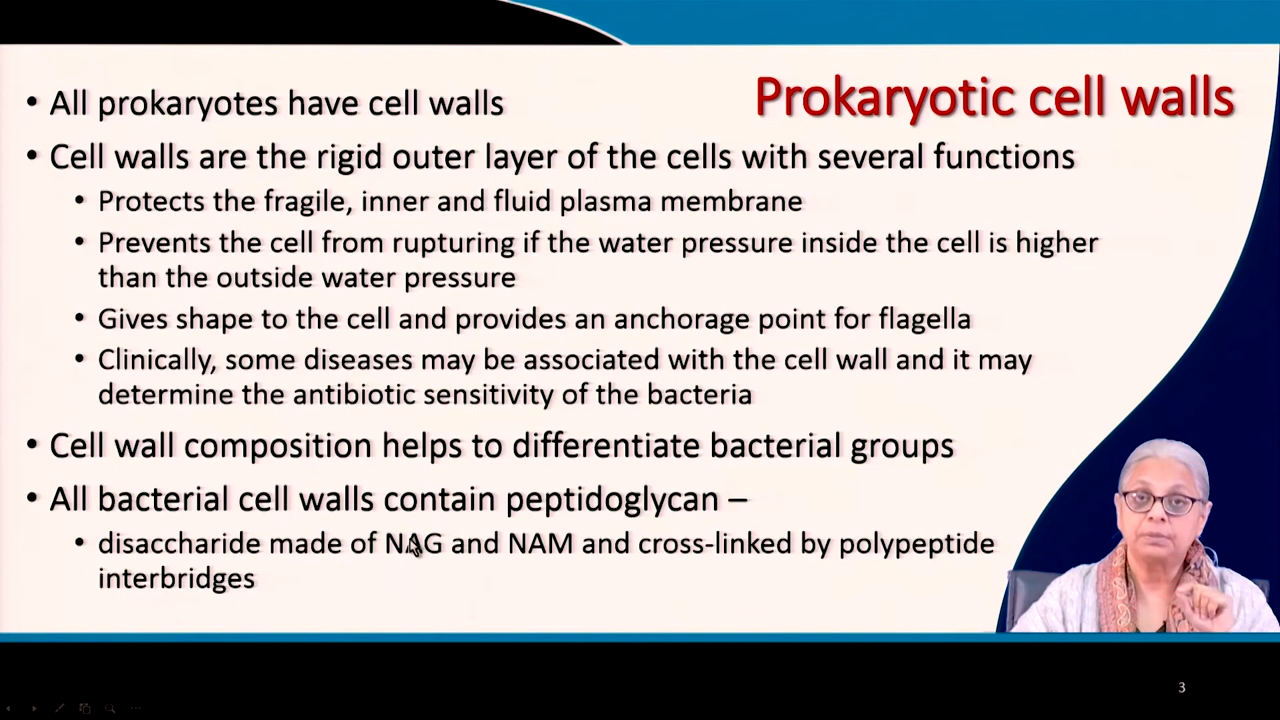 Prokaryotic cell walls
• All prokaryotes have cell walls
• Cell walls are the rigid outer layer of the cells with several functions
• Protects the fragile, inner and fluid plasma membrane
• Prevents the cell from rupturing if the water pressure inside the cell is higher
than the outside water pressure
• Gives shape to the cell and provides an anchorage point for flagella
• Clinically, some diseases may be associated with the cell wall and it may
determine the antibiotic sensitivity of the bacteria
• Cell wall composition helps to differentiate bacterial groups
• All bacterial cell walls contain peptidoglycan –
• disaccharide made of NAG and NAM and cross-linked by polypeptide
interbridges
3